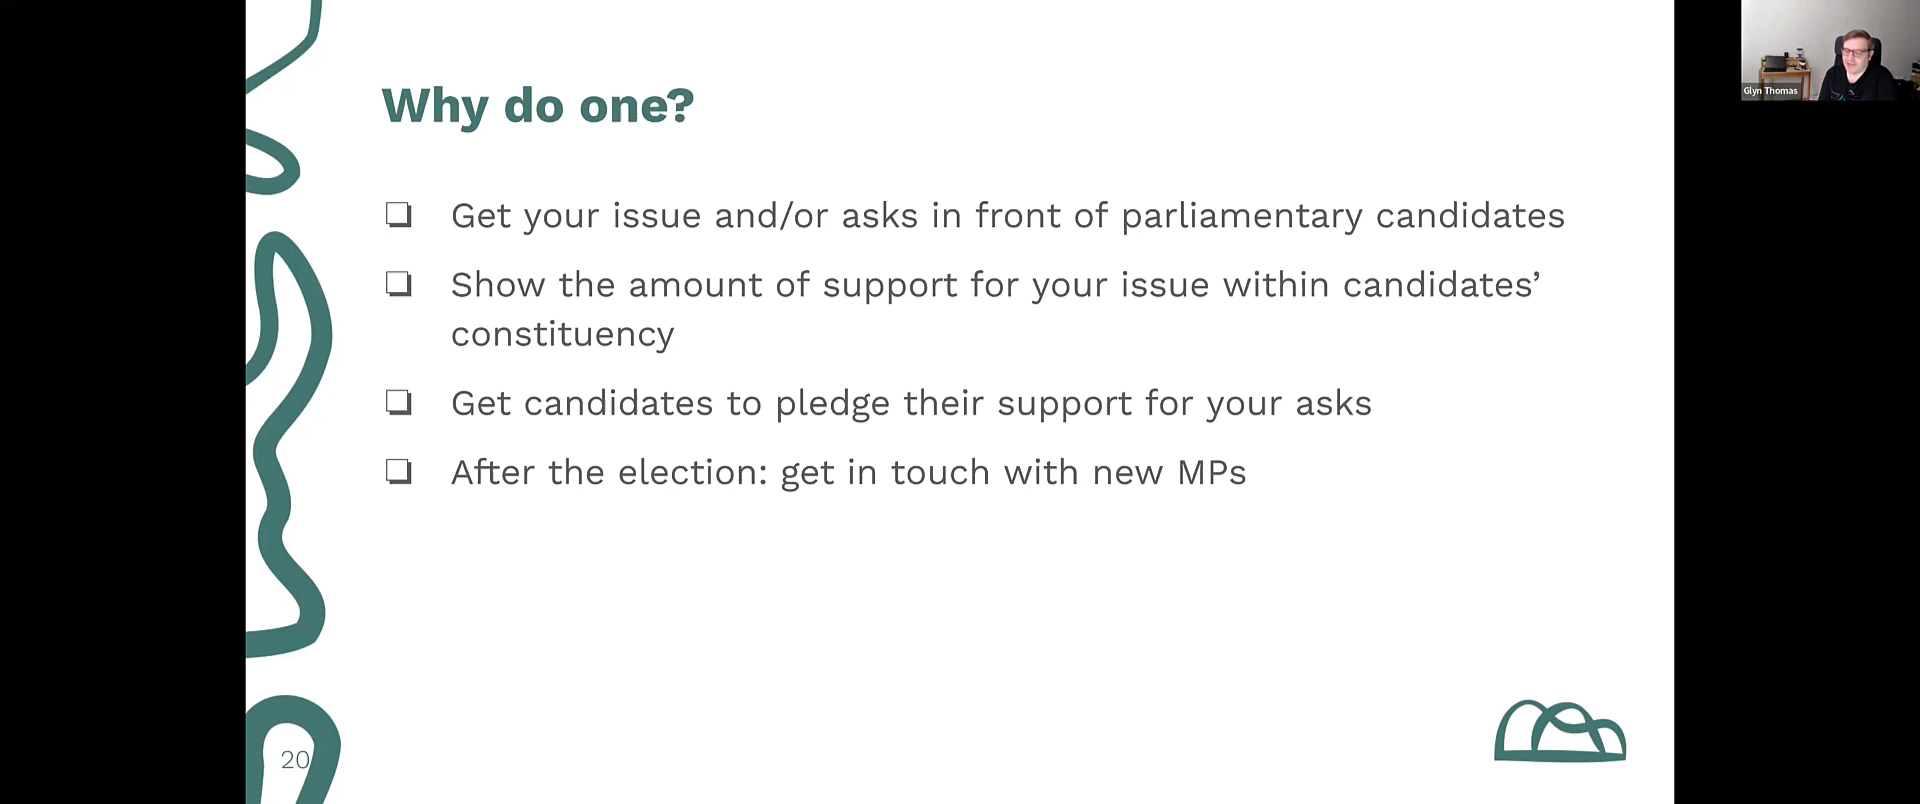 Why do one?
Get your issue and/or asks in front of parliamentary candidates
Show the amount of support for your issue within candidates’
constituency
Get candidates to pledge their support for your asks
After the election: get in touch with new MPs
20
Glyn Thomas